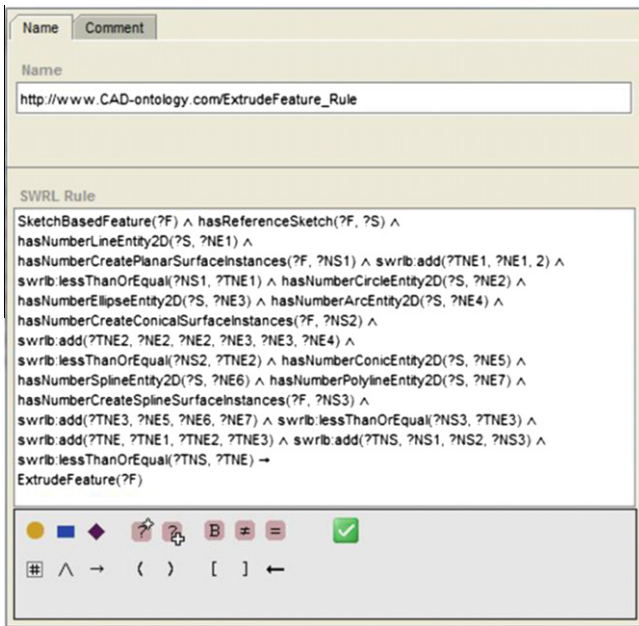 Name
Comment
Name
http://www.CAD-ontology.com/ExtrudeFeature_Rule
SWRL Rule
SketchBasedFeature(?F) ∧ hasReferenceSketch(?F, ?S) ∧
hasNumberLineEntity2D(?S, ?NE1) ∧
hasNumberCreatePlanarSurfaceInstances(?F, ?NS1) ∧ swrlb:add(?TNE1, ?NE1, 2) ∧
swrlb:lessThanOrEqual(?NS1, ?TNE1) ∧ hasNumberCircleEntity2D(?S, ?NE2) ∧
hasNumberEllipseEntity2D(?S, ?NE3) ∧ hasNumberArcEntity2D(?S, ?NE4) ∧
hasNumberCreateConicalSurfaceInstances(?F, ?NS2) ∧
swrlb:add(?TNE2, ?NE2, ?NE2, ?NE3, ?NE3, ?NE4) ∧
swrlb:lessThanOrEqual(?NS2, ?TNE2) ∧ hasNumberConicEntity2D(?S, ?NE5) ∧
hasNumberSplineEntity2D(?S, ?NE6) ∧ hasNumberPolylineEntity2D(?S, ?NE7) ∧
hasNumberCreateSplineSurfaceInstances(?F, ?NS3) ∧
swrlb:add(?TNE3, ?NE5, ?NE6, ?NE7) ∧ swrlb:lessThanOrEqual(?NS3, ?TNE3) ∧
swrlb:add(?TNE, ?TNE1, ?TNE2, ?TNE3) ∧ swrlb:add(?TNS, ?NS1, ?NS2, ?NS3) ∧
swrlb:lessThanOrEqual(?TNS, ?TNE) →
ExtrudeFeature(?F)
? ? B ≠ =
# ∧ → ( ) [ ] ←